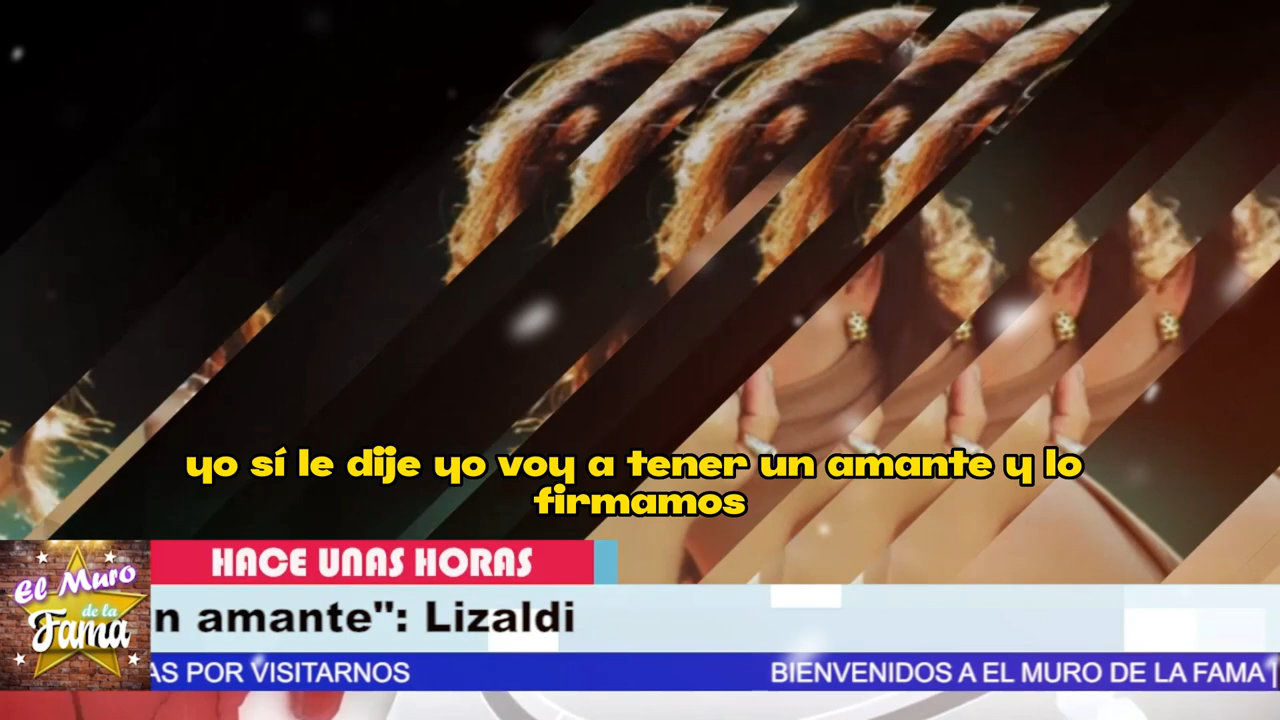 yo sí le dije yo voy a tener un amante y lo
firmamos
HACE UNAS HORAS
n amante": Lizaldi
El Muro
de la
Fama
AS POR VISITARNOS
BIENVENIDOS A EL MURO DE LA FAMA |